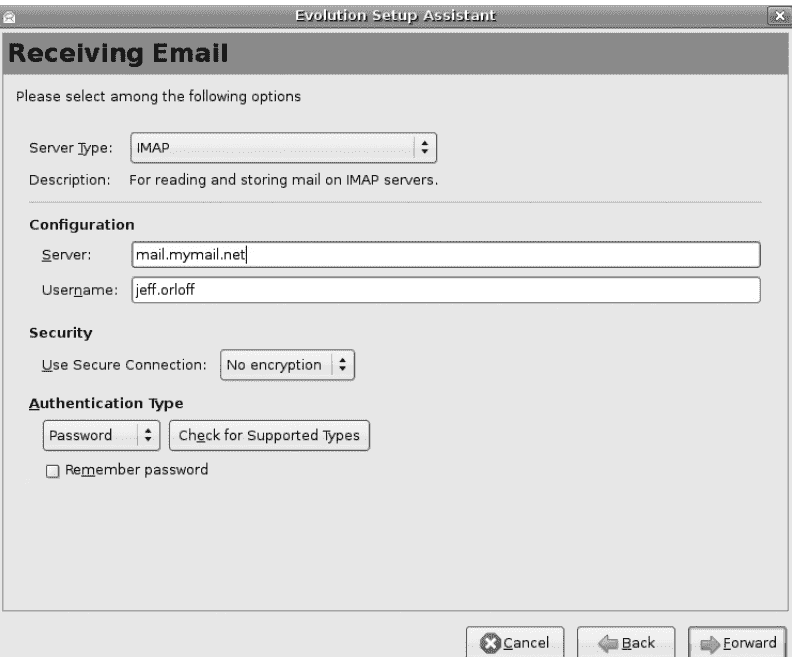 Evolution Setup Assistant
Receiving Email
Please select among the following options
Server Type: IMAP
Description: For reading and storing mail on IMAP servers.
Configuration
Server: mail.mymail.net
Username: jeff.orloff
Security
Use Secure Connection: No encryption
Authentication Type
Password Check for Supported Types
Remember password
Cancel Back Forward